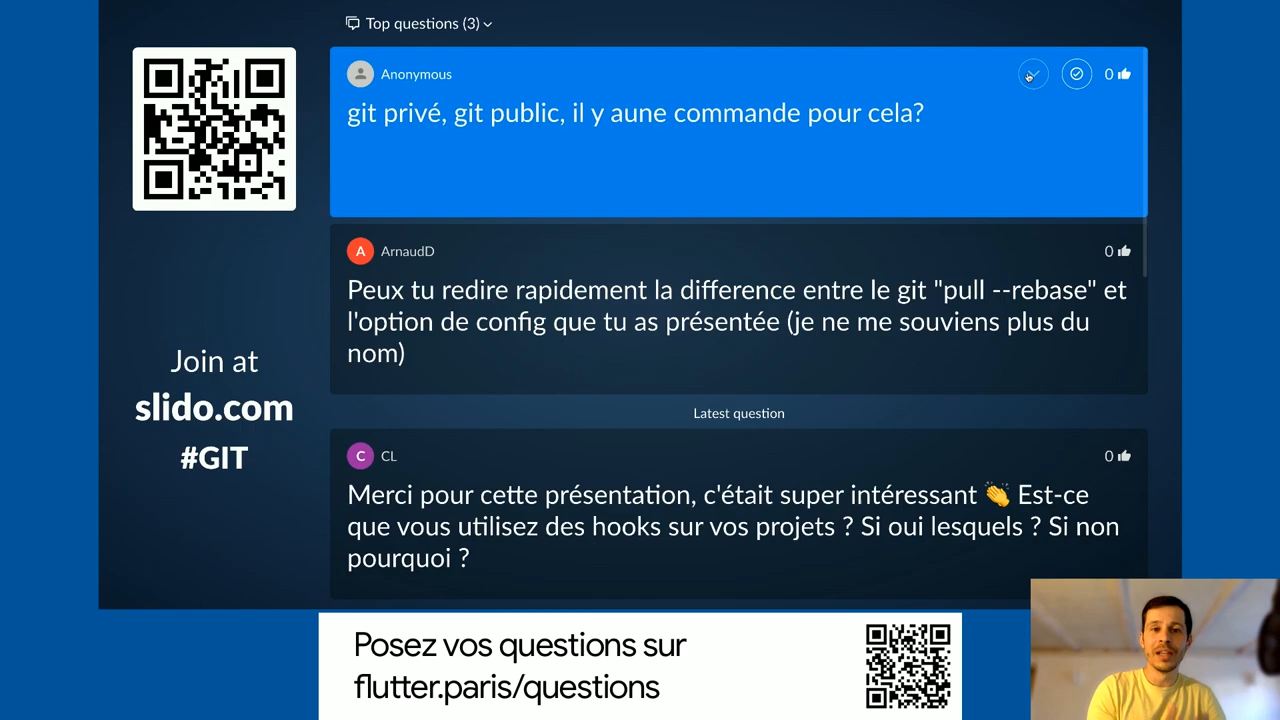 Top questions (3)
Anonymous
0
git privé, git public, il y aune commande pour cela?
A
ArnaudD
0
Peux tu redire rapidement la difference entre le git "pull --rebase" et
l'option de config que tu as présentée (je ne me souviens plus du
nom)
Latest question
C
CL
0
Merci pour cette présentation, c'était super intéressant 👏 Est-ce
que vous utilisez des hooks sur vos projets ? Si oui lesquels ? Si non
pourquoi ?
Join at
slido.com
#GIT
Posez vos questions sur
flutter.paris/questions